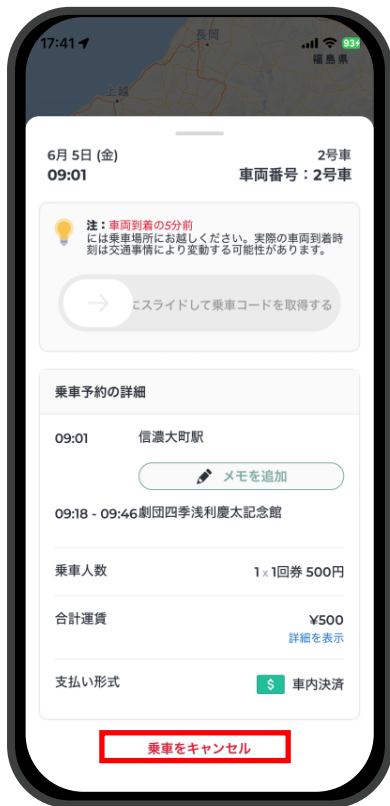 17:41
93
長岡
福島県
上越
6月 5日 (金)
2号車
09:01
車両番号：2号車
注：車両到着の5分前
には乗車場所にお越しください。実際の車両到着時
刻は交通事情により変動する可能性があります。
にスライドして乗車コードを取得する
乗車予約の詳細
09:01 信濃大町駅
メモを追加
09:18 - 09:46 劇団四季浅利慶太記念館
乗車人数 1 x 1回券 500円
合計運賃 ¥500
詳細を表示
支払い形式 $ 車内決済
乗車をキャンセル